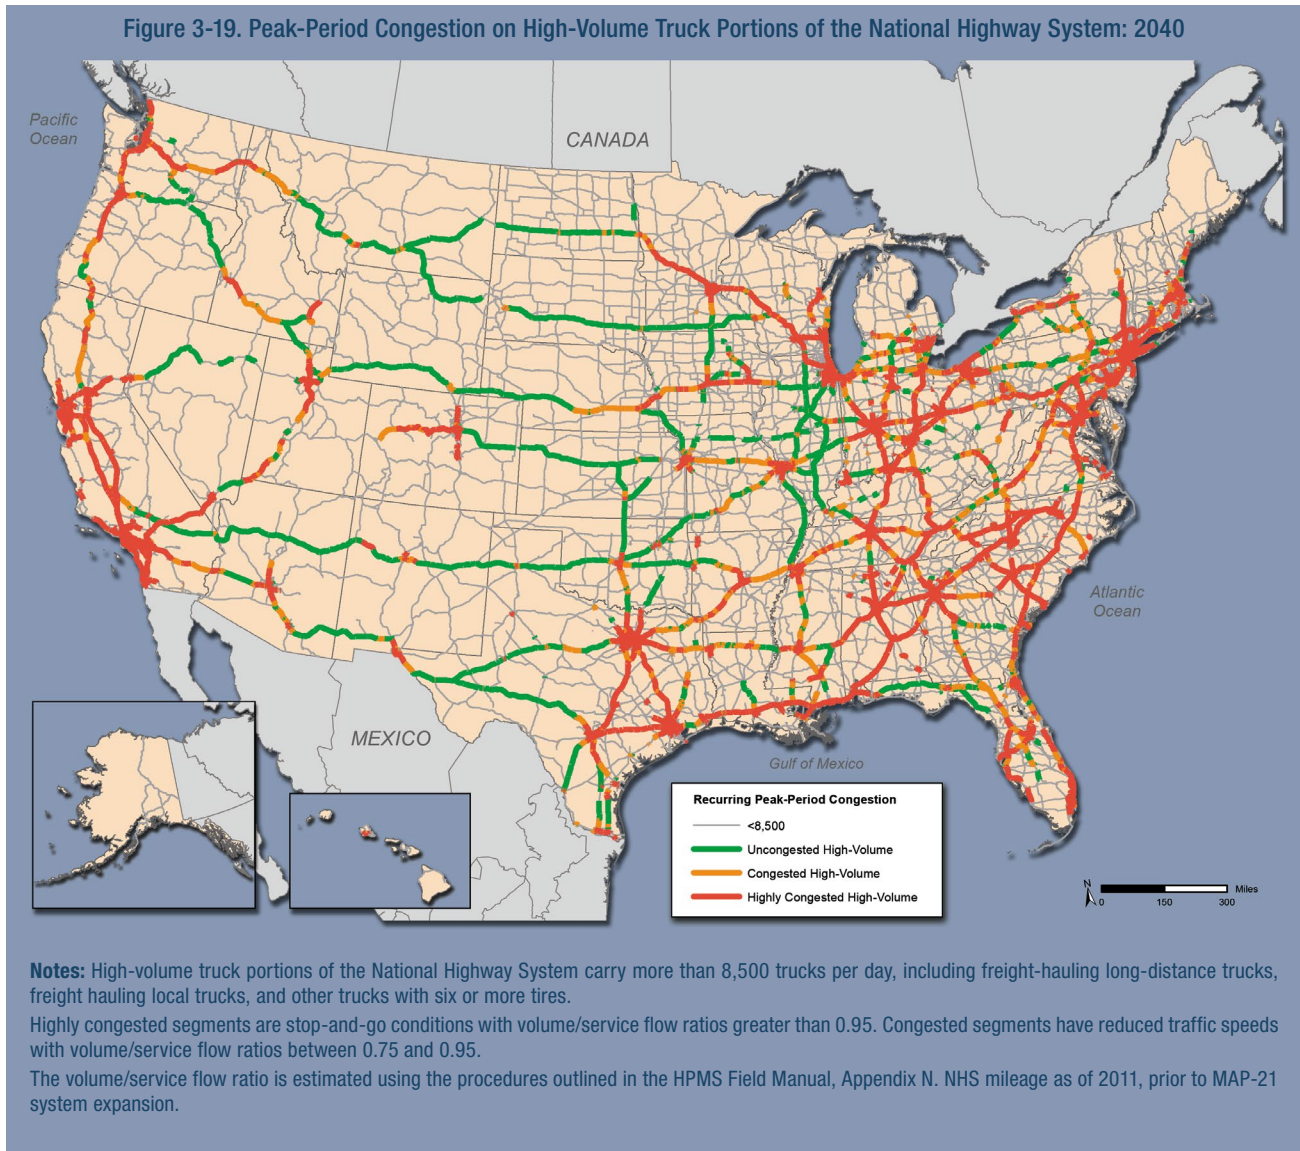 Figure 3-19. Peak-Period Congestion on High-Volume Truck Portions of the National Highway System: 2040
Pacific
Ocean
CANADA
Atlantic
Ocean
MEXICO
Gulf of Mexico
Recurring Peak-Period Congestion
<8,500
Uncongested High-Volume
Congested High-Volume
Highly Congested High-Volume
N
Miles
0 150 300
Notes: High-volume truck portions of the National Highway System carry more than 8,500 trucks per day, including freight-hauling long-distance trucks,
freight hauling local trucks, and other trucks with six or more tires.
Highly congested segments are stop-and-go conditions with volume/service flow ratios greater than 0.95. Congested segments have reduced traffic speeds
with volume/service flow ratios between 0.75 and 0.95.
The volume/service flow ratio is estimated using the procedures outlined in the HPMS Field Manual, Appendix N. NHS mileage as of 2011, prior to MAP-21
system expansion.